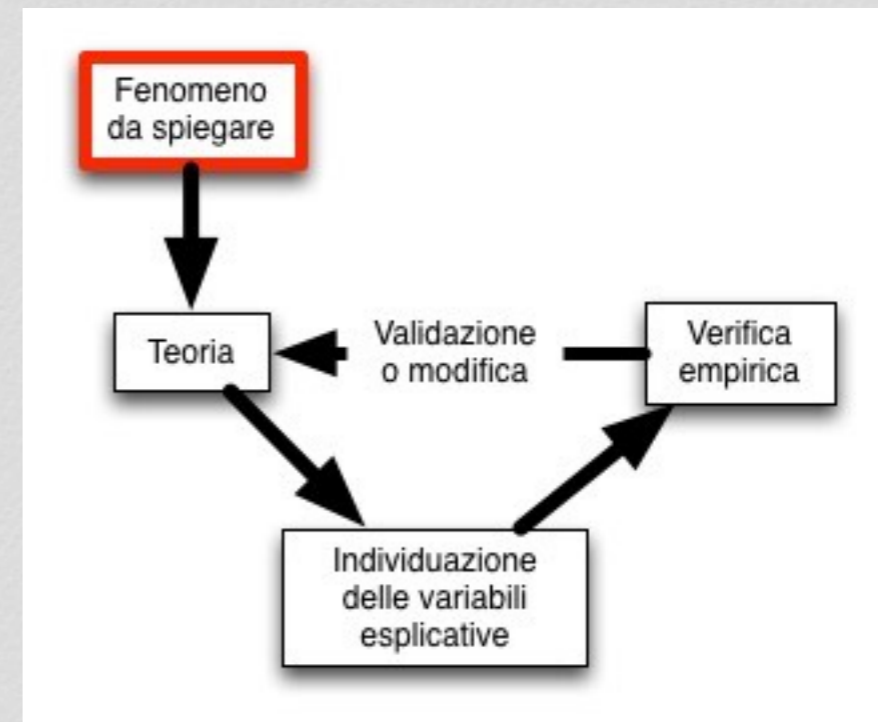 Fenomeno
da spiegare
Teoria
Validazione
o modifica
Verifica
empirica
Individuazione
delle variabili
esplicative